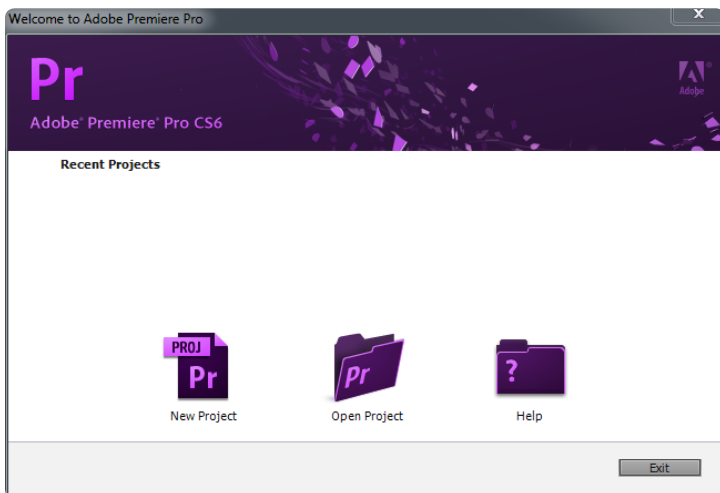 Welcome to Adobe Premiere Pro
X
Pr
Adobe
Adobe® Premiere® Pro CS6
Recent Projects
PROJ
Pr
Pr
?
New Project
Open Project
Help
Exit